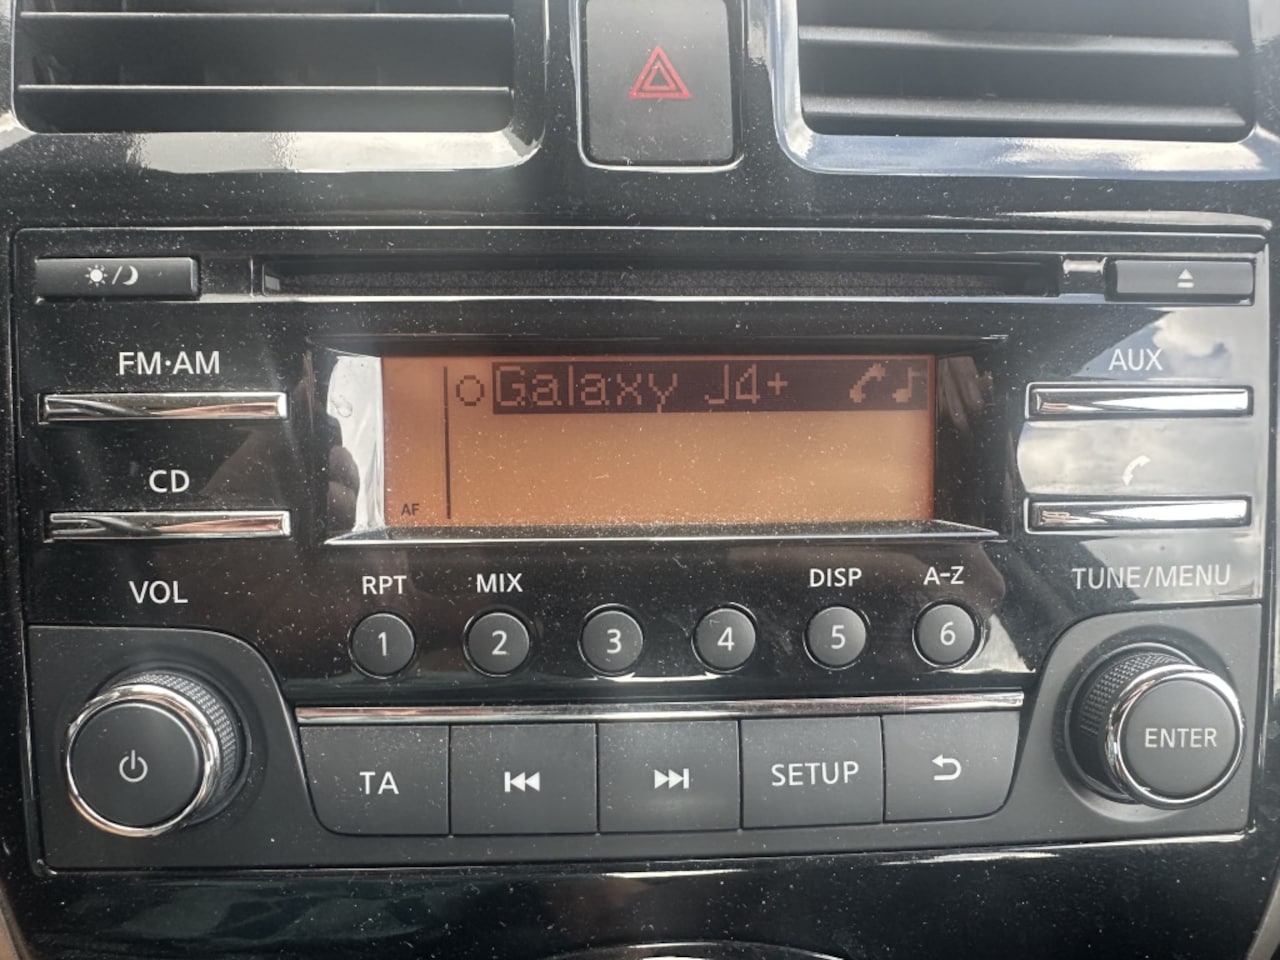 FM·AM
AUX
Galaxy J4+
CD
AF
VOL
RPT
MIX
DISP
A-Z
TUNE/MENU
1
2
3
4
5
6
TA
SETUP
ENTER